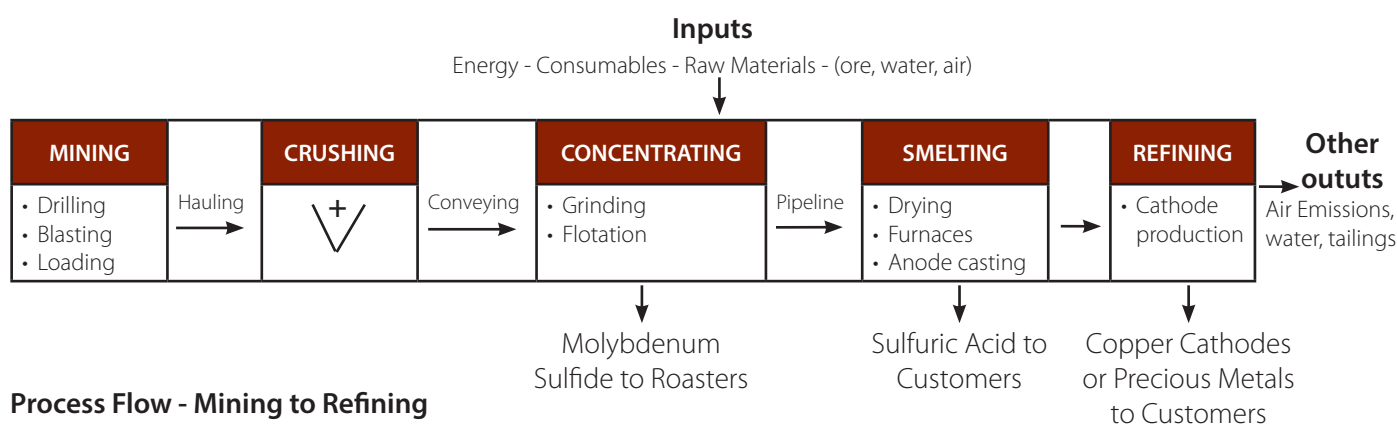 Inputs
Energy - Consumables - Raw Materials - (ore, water, air)
MINING
• Drilling
• Blasting
• Loading
Hauling
CRUSHING
+
Conveying
CONCENTRATING
• Grinding
• Flotation
Pipeline
SMELTING
• Drying
• Furnaces
• Anode casting
REFINING
• Cathode
production
Other
oututs
Air Emissions,
water, tailings
Molybdenum
Sulfide to Roasters
Sulfuric Acid to
Customers
Copper Cathodes
or Precious Metals
to Customers
Process Flow - Mining to Refining